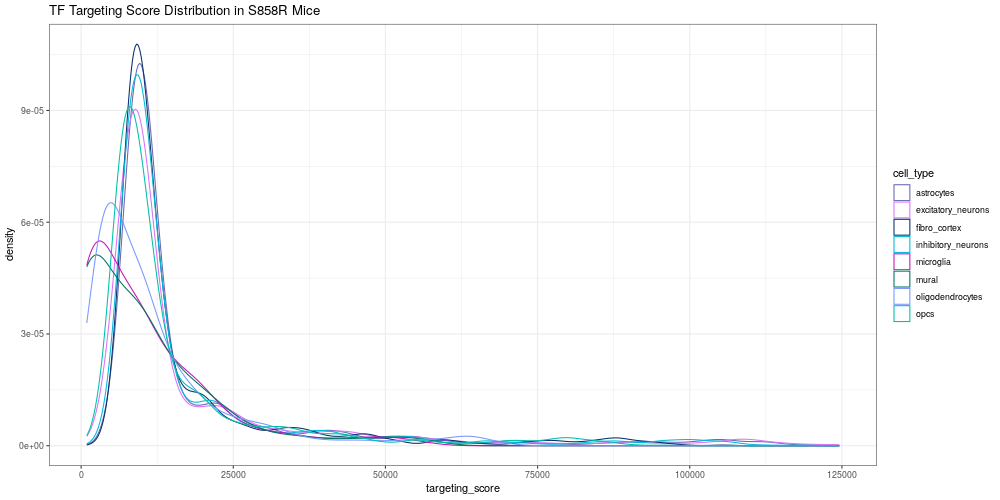 TF Targeting Score Distribution in S858R Mice
density
9e-05
6e-05
3e-05
0e+00
0
25000
50000
75000
100000
125000
targeting_score
cell_type
astrocytes
excitatory_neurons
fibro_cortex
inhibitory_neurons
microglia
mural
oligodendrocytes
opcs